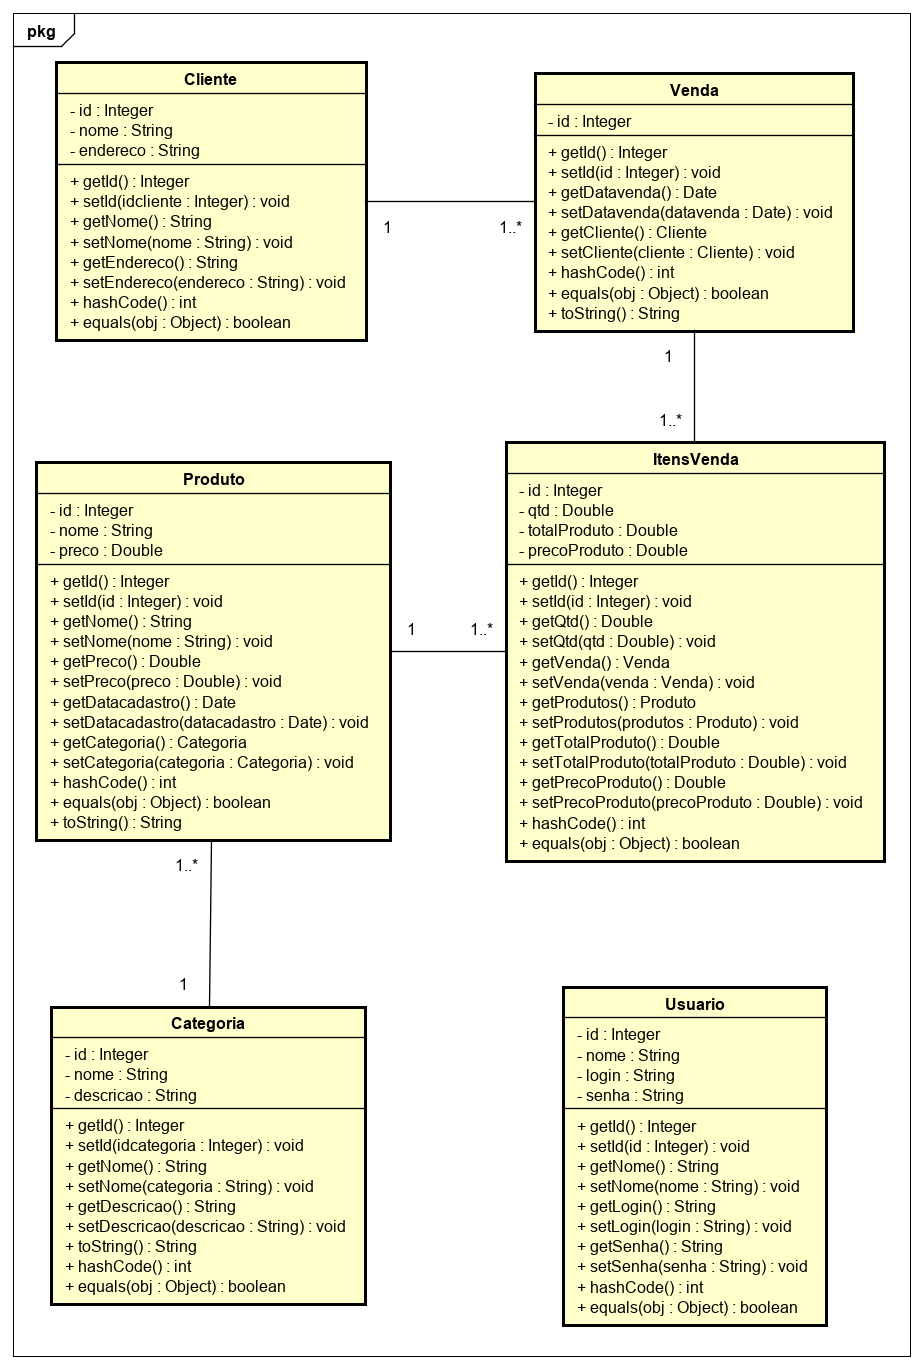 pkg
Cliente
- id : Integer
- nome : String
- endereco : String
+ getId() : Integer
+ setId(idcliente : Integer) : void
+ getNome() : String
+ setNome(nome : String) : void
+ getEndereco() : String
+ setEndereco(endereco : String) : void
+ hashCode() : int
+ equals(obj : Object) : boolean
1
1..*
Venda
- id : Integer
+ getId() : Integer
+ setId(id : Integer) : void
+ getDatavenda() : Date
+ setDatavenda(datavenda : Date) : void
+ getCliente() : Cliente
+ setCliente(cliente : Cliente) : void
+ hashCode() : int
+ equals(obj : Object) : boolean
+ toString() : String
1
1..*
Produto
- id : Integer
- nome : String
- preco : Double
+ getId() : Integer
+ setId(id : Integer) : void
+ getNome() : String
+ setNome(nome : String) : void
+ getPreco() : Double
+ setPreco(preco : Double) : void
+ getDatacadastro() : Date
+ setDatacadastro(datacadastro : Date) : void
+ getCategoria() : Categoria
+ setCategoria(categoria : Categoria) : void
+ hashCode() : int
+ equals(obj : Object) : boolean
+ toString() : String
1
1..*
ItensVenda
- id : Integer
- qtd : Double
- totalProduto : Double
- precoProduto : Double
+ getId() : Integer
+ setId(id : Integer) : void
+ getQtd() : Double
+ setQtd(qtd : Double) : void
+ getVenda() : Venda
+ setVenda(venda : Venda) : void
+ getProdutos() : Produto
+ setProdutos(produtos : Produto) : void
+ getTotalProduto() : Double
+ setTotalProduto(totalProduto : Double) : void
+ getPrecoProduto() : Double
+ setPrecoProduto(precoProduto : Double) : void
+ hashCode() : int
+ equals(obj : Object) : boolean
1..*
1
Categoria
- id : Integer
- nome : String
- descricao : String
+ getId() : Integer
+ setId(idcategoria : Integer) : void
+ getNome() : String
+ setNome(categoria : String) : void
+ getDescricao() : String
+ setDescricao(descricao : String) : void
+ toString() : String
+ hashCode() : int
+ equals(obj : Object) : boolean
Usuario
- id : Integer
- nome : String
- login : String
- senha : String
+ getId() : Integer
+ setId(id : Integer) : void
+ getNome() : String
+ setNome(nome : String) : void
+ getLogin() : String
+ setLogin(login : String) : void
+ getSenha() : String
+ setSenha(senha : String) : void
+ hashCode() : int
+ equals(obj : Object) : boolean